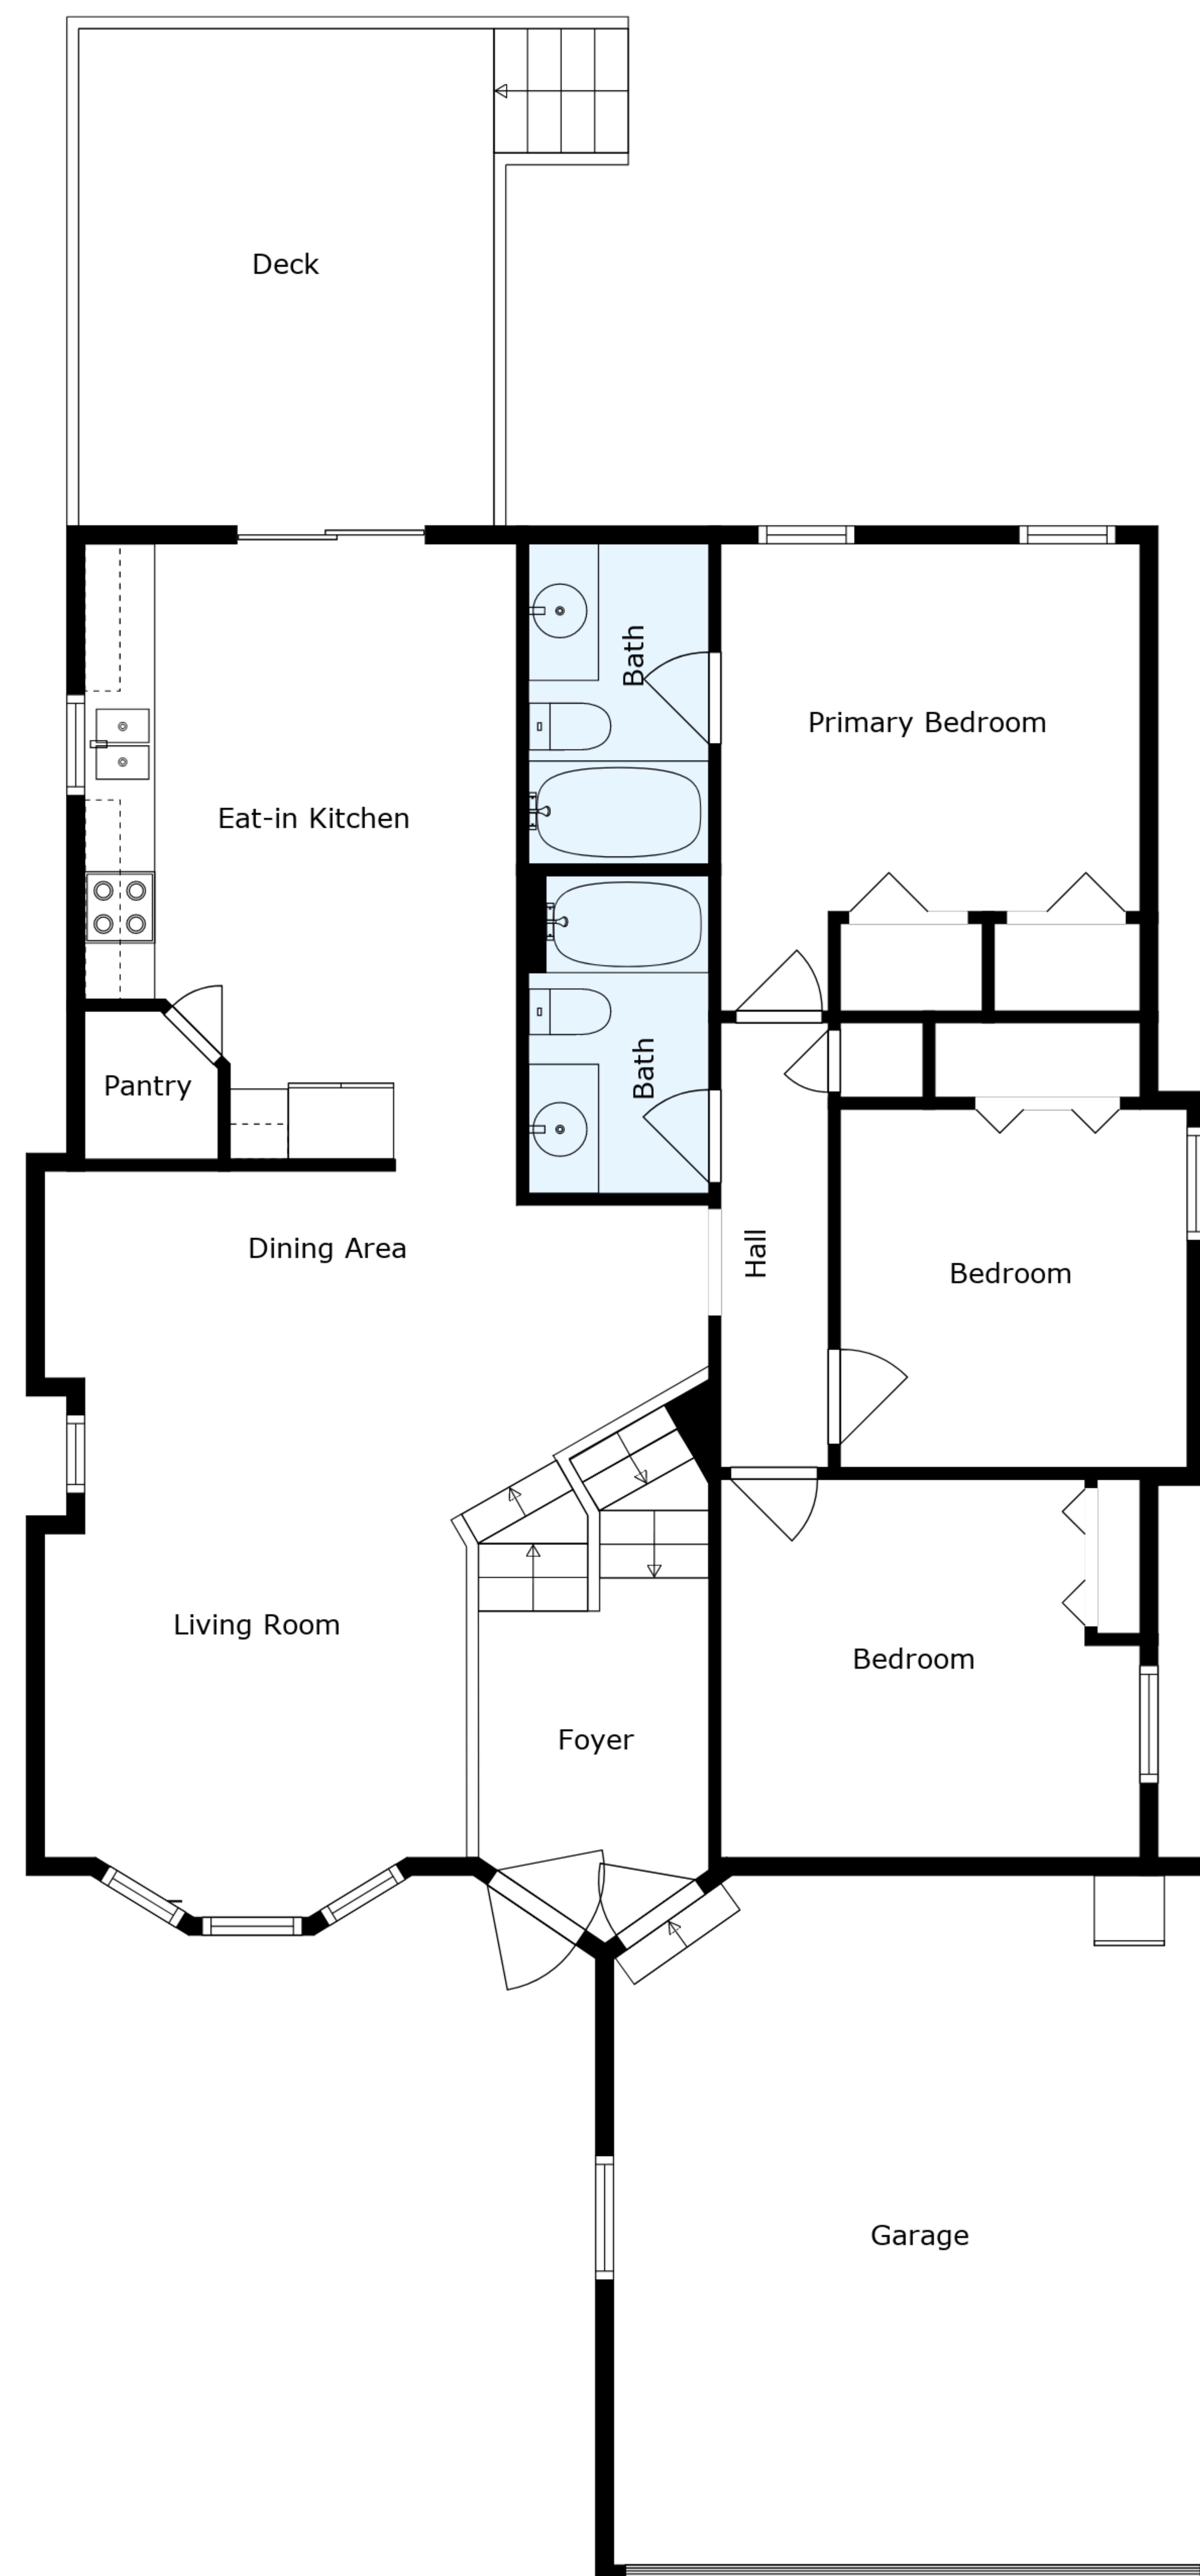 Deck
Bath
Primary Bedroom
Eat-in Kitchen
Pantry
Bath
Dining Area
Hall
Bedroom
Living Room
Bedroom
Foyer
Garage